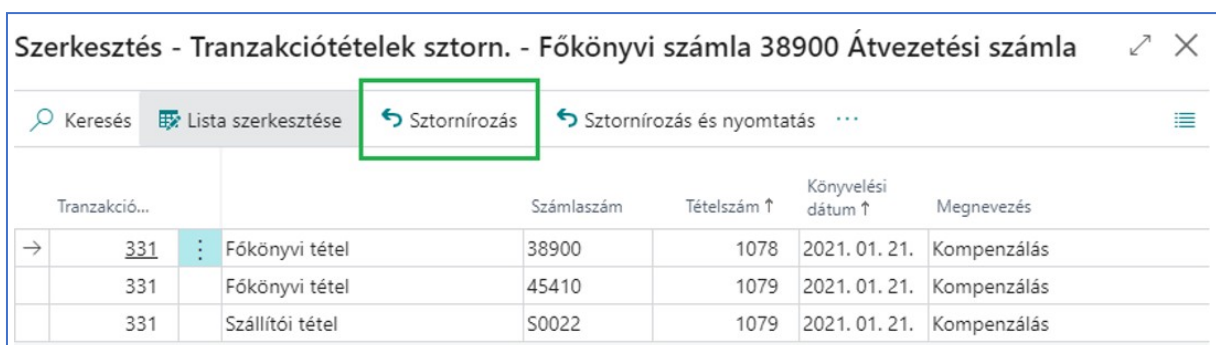 Szerkesztés - Tranzakciótételek sztorn. - Főkönyvi számla 38900 Átvezetési számla
Keresés Lista szerkesztése Sztornírozás Sztornírozás és nyomtatás ...
Tranzakció... Számlaszám Tételszám ↑ Könyvelési dátum ↑ Megnevezés
331 Főkönyvi tétel 38900 1078 2021. 01. 21. Kompenzálás
331 Főkönyvi tétel 45410 1079 2021. 01. 21. Kompenzálás
331 Szállítói tétel S0022 1079 2021. 01. 21. Kompenzálás